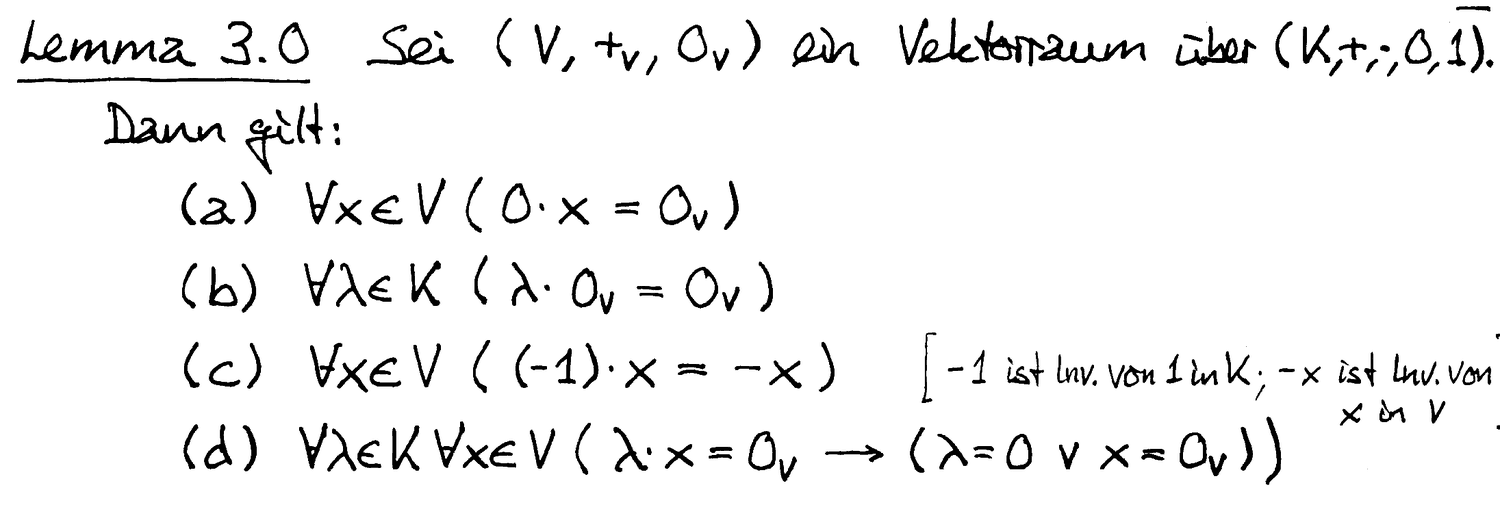 Lemma 3.0 Sei (V, +ᵥ, 0ᵥ) ein Vektorraum über (K,+,·,0,1).
Dann gilt:
(a) ∀x∈V ( 0·x = 0ᵥ )
(b) ∀λ∈K ( λ·0ᵥ = 0ᵥ )
(c) ∀x∈V ( (-1)·x = -x ) [ -1 ist Inv. von 1 in K; -x ist Inv. von
x in V
(d) ∀λ∈K ∀x∈V ( λ·x = 0ᵥ → (λ=0 ∨ x=0ᵥ))